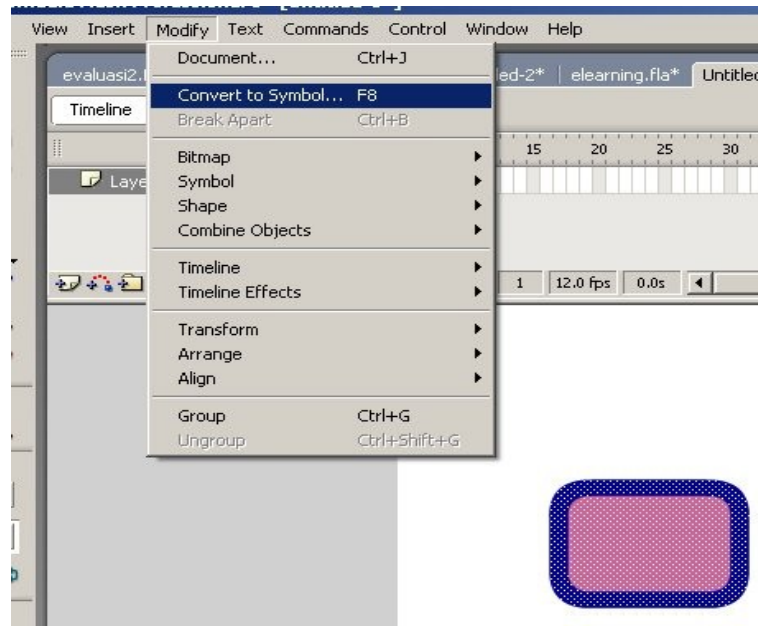 View Insert Modify Text Commands Control Window Help
evaluasi2. ed-2* elearning.fla* Untitled
Timeline
Document... Ctrl+J
Convert to Symbol... F8
Break Apart Ctrl+B
Bitmap
Symbol
Shape
Combine Objects
Timeline
Timeline Effects
Transform
Arrange
Align
Group Ctrl+G
Ungroup Ctrl+Shift+G
15 20 25 30
Laye
1 12.0 fps 0.0s